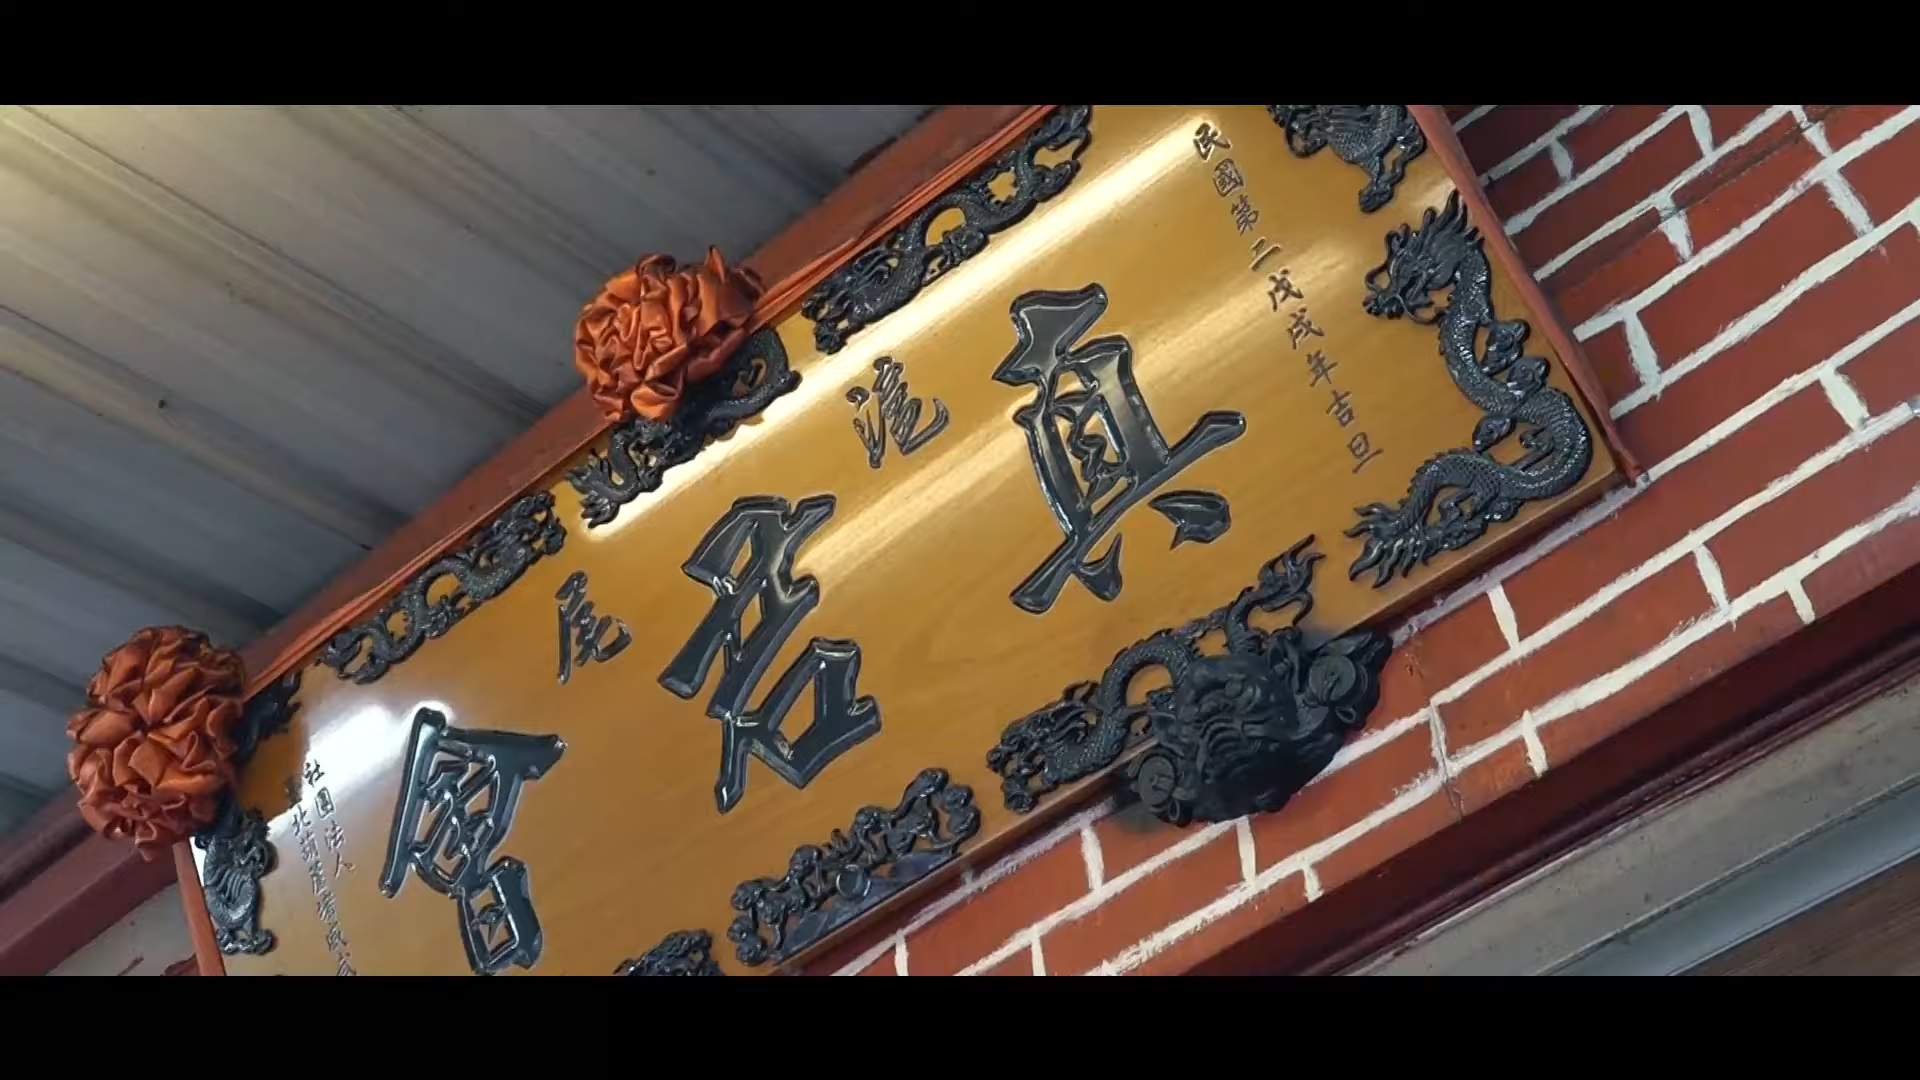 民國第二戊戌年吉旦
滬尾
真君會
社團法人